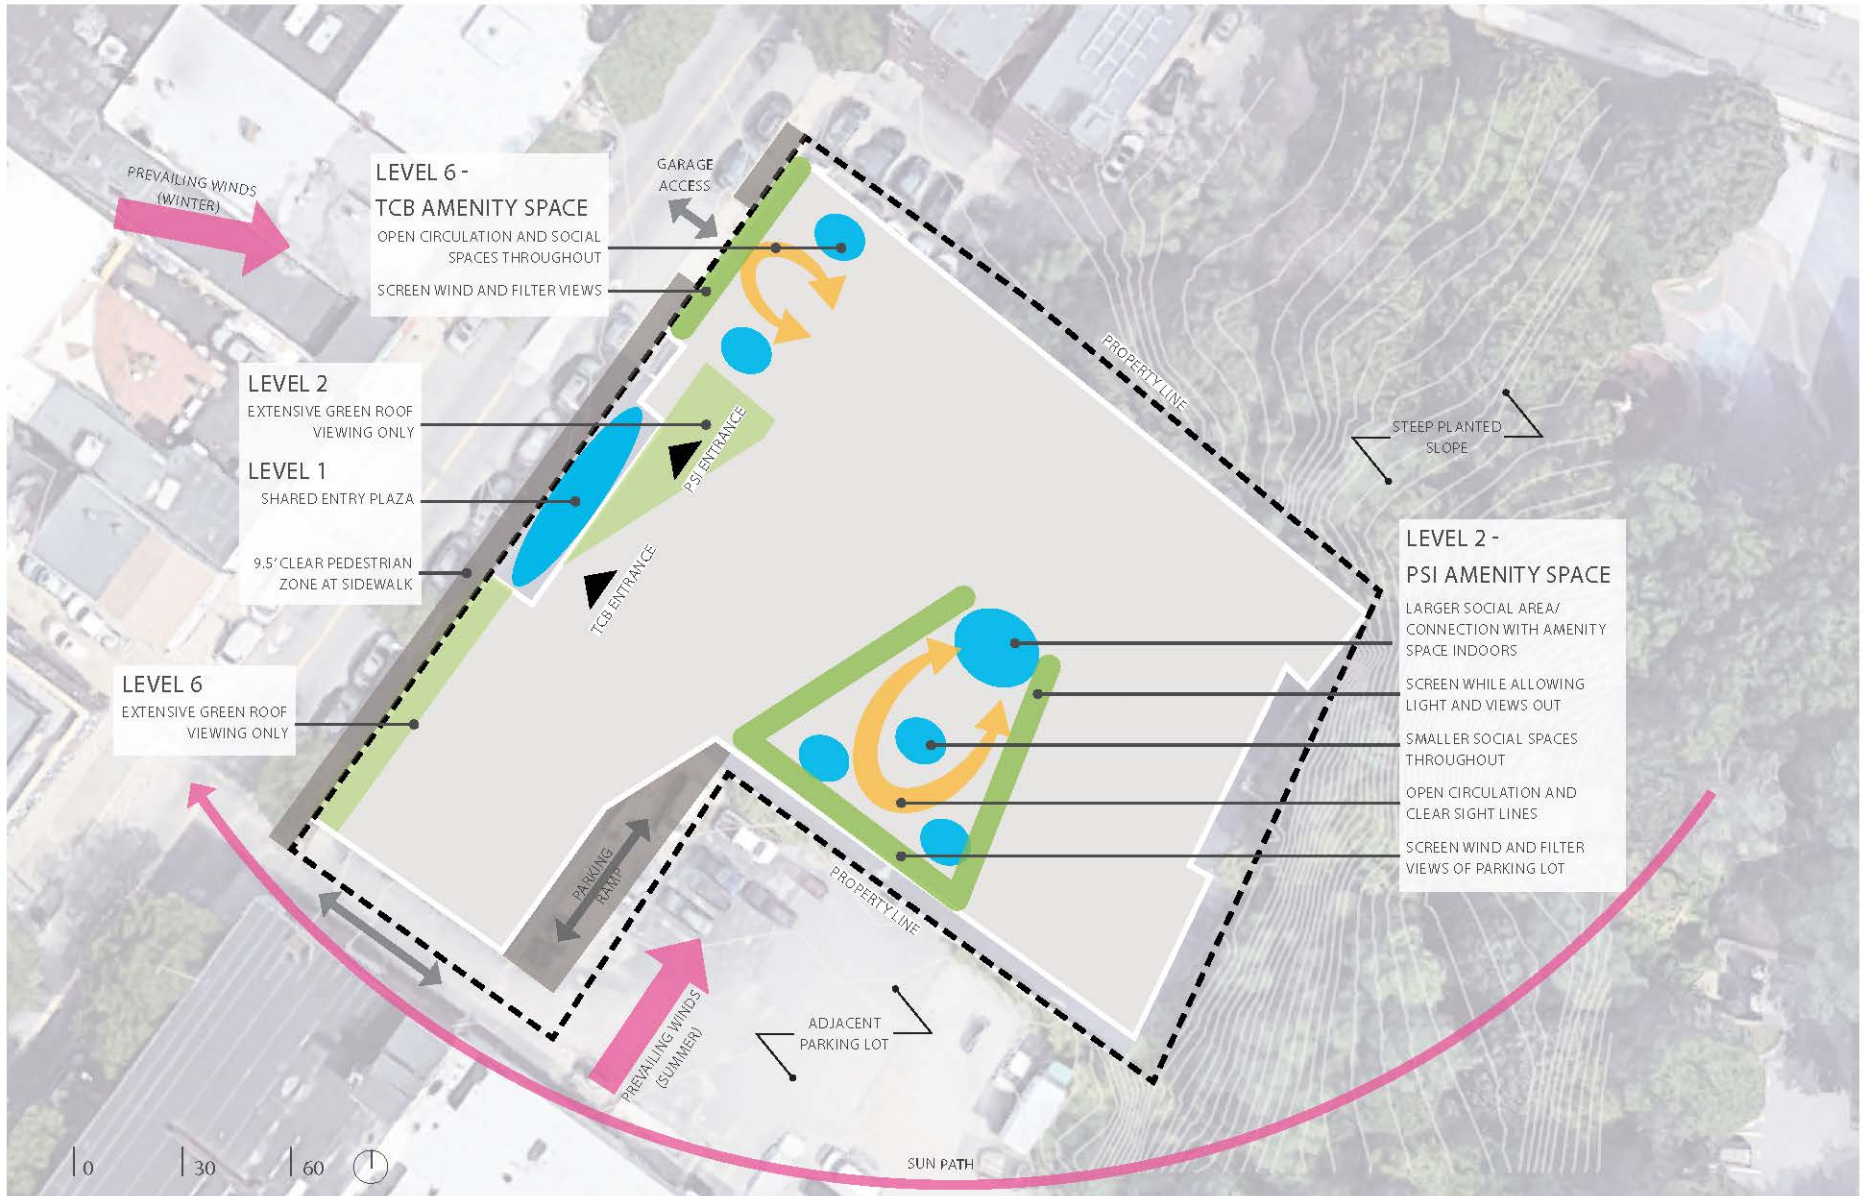 PREVAILING WINDS
(WINTER)
LEVEL 6 -
TCB AMENITY SPACE
OPEN CIRCULATION AND SOCIAL
SPACES THROUGHOUT
SCREEN WIND AND FILTER VIEWS
GARAGE
ACCESS
LEVEL 2
EXTENSIVE GREEN ROOF
VIEWING ONLY
LEVEL 1
SHARED ENTRY PLAZA
9.5' CLEAR PEDESTRIAN
ZONE AT SIDEWALK
LEVEL 6
EXTENSIVE GREEN ROOF
VIEWING ONLY
PSI ENTRANCE
TCB ENTRANCE
PROPERTY LINE
STEEP PLANTED
SLOPE
LEVEL 2 -
PSI AMENITY SPACE
LARGER SOCIAL AREA/
CONNECTION WITH AMENITY
SPACE INDOORS
SCREEN WHILE ALLOWING
LIGHT AND VIEWS OUT
SMALLER SOCIAL SPACES
THROUGHOUT
OPEN CIRCULATION AND
CLEAR SIGHT LINES
SCREEN WIND AND FILTER
VIEWS OF PARKING LOT
PARKING
RAMP
PROPERTY LINE
PREVAILING WINDS
(SUMMER)
ADJACENT
PARKING LOT
SUN PATH
0 30 60